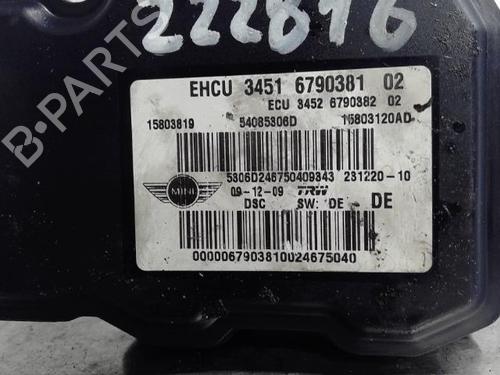 222816
B-PARTS
EHCU 3451 6790381 02
ECU 3452 6790382 02
15803819 54085306D 15803120AD
5306D246750409343 231220-10
MINI 09-12-09 TRW DE
DSC SW: DE
0000067903810024675040